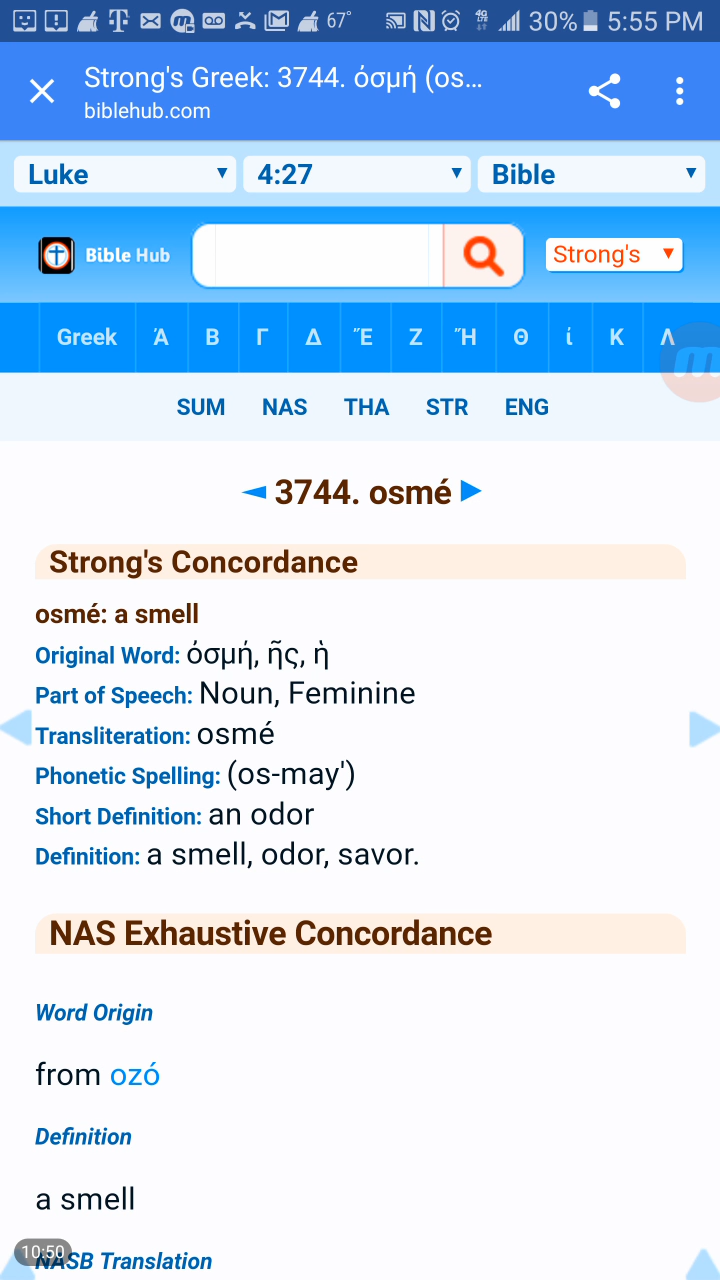 67° 4G LTE 30% 5:55 PM
Strong's Greek: 3744. ὀσμή (os...
biblehub.com
Luke 4:27 Bible
Bible Hub Strong's
Greek Ἀ Β Γ Δ Ἔ Ζ Ἤ Θ ἰ Κ Λ
SUM NAS THA STR ENG
3744. osmé
Strong's Concordance
osmé: a smell
Original Word: ὀσμή, ῆς, ἡ
Part of Speech: Noun, Feminine
Transliteration: osmé
Phonetic Spelling: (os-may')
Short Definition: an odor
Definition: a smell, odor, savor.
NAS Exhaustive Concordance
Word Origin
from ozó
Definition
a smell
10:50
NASB Translation